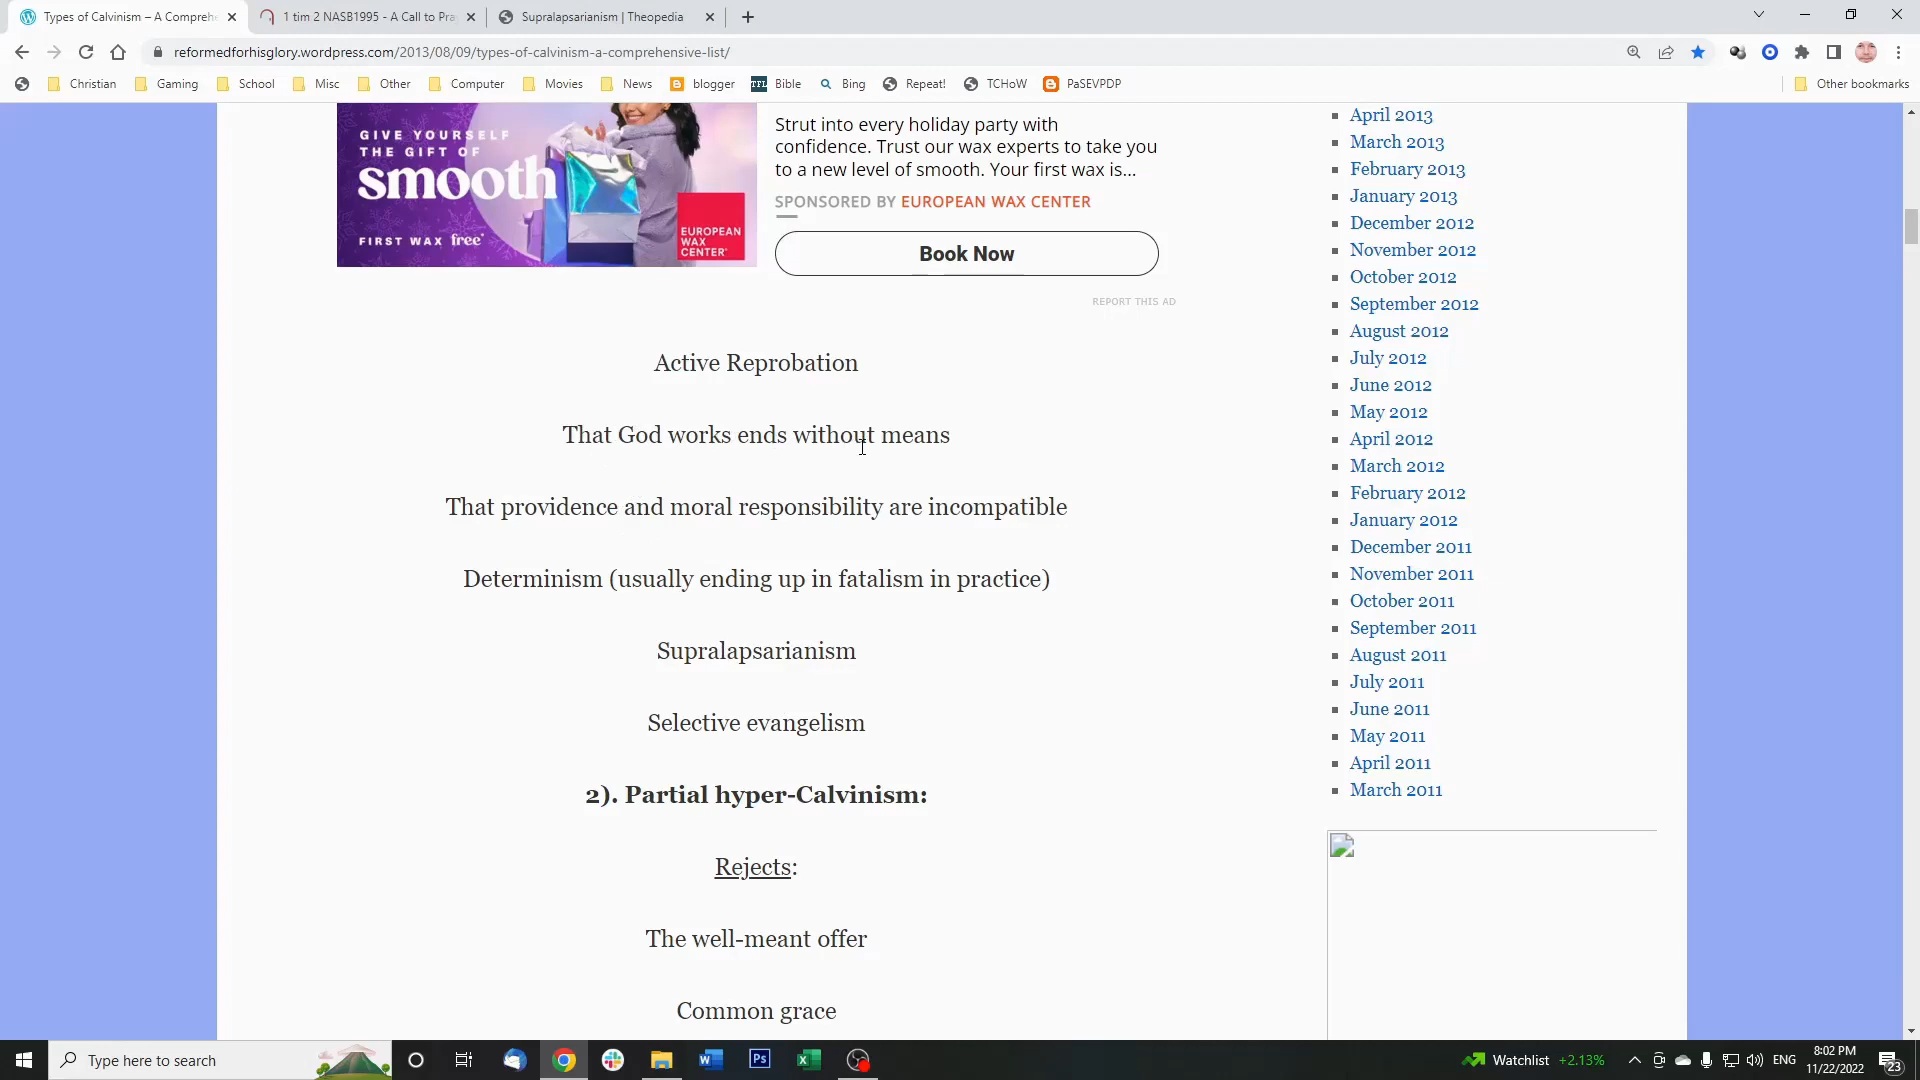 Types of Calvinism – A Comprehe
1 tim 2 NASB1995 - A Call to Pra
Supralapsarianism | Theopedia
reformedforhisglory.wordpress.com/2013/08/09/types-of-calvinism-a-comprehensive-list/
Christian
Gaming
School
Misc
Other
Computer
Movies
News
blogger
TFL
Bible
Bing
Repeat!
TCHoW
PaSEVPDP
Other bookmarks
GIVE YOURSELF
THE GIFT OF
smooth
FIRST WAX free*
EUROPEAN
WAX
CENTER
Strut into every holiday party with
confidence. Trust our wax experts to take you
to a new level of smooth. Your first wax is...
SPONSORED BY EUROPEAN WAX CENTER
Book Now
REPORT THIS AD
Active Reprobation
That God works ends without means
That providence and moral responsibility are incompatible
Determinism (usually ending up in fatalism in practice)
Supralapsarianism
Selective evangelism
2). Partial hyper-Calvinism:
Rejects:
The well-meant offer
Common grace
April 2013
March 2013
February 2013
January 2013
December 2012
November 2012
October 2012
September 2012
August 2012
July 2012
June 2012
May 2012
April 2012
March 2012
February 2012
January 2012
December 2011
November 2011
October 2011
September 2011
August 2011
July 2011
June 2011
May 2011
April 2011
March 2011
Type here to search
Ps
Watchlist +2.13%
ENG
8:02 PM
11/22/2022
23